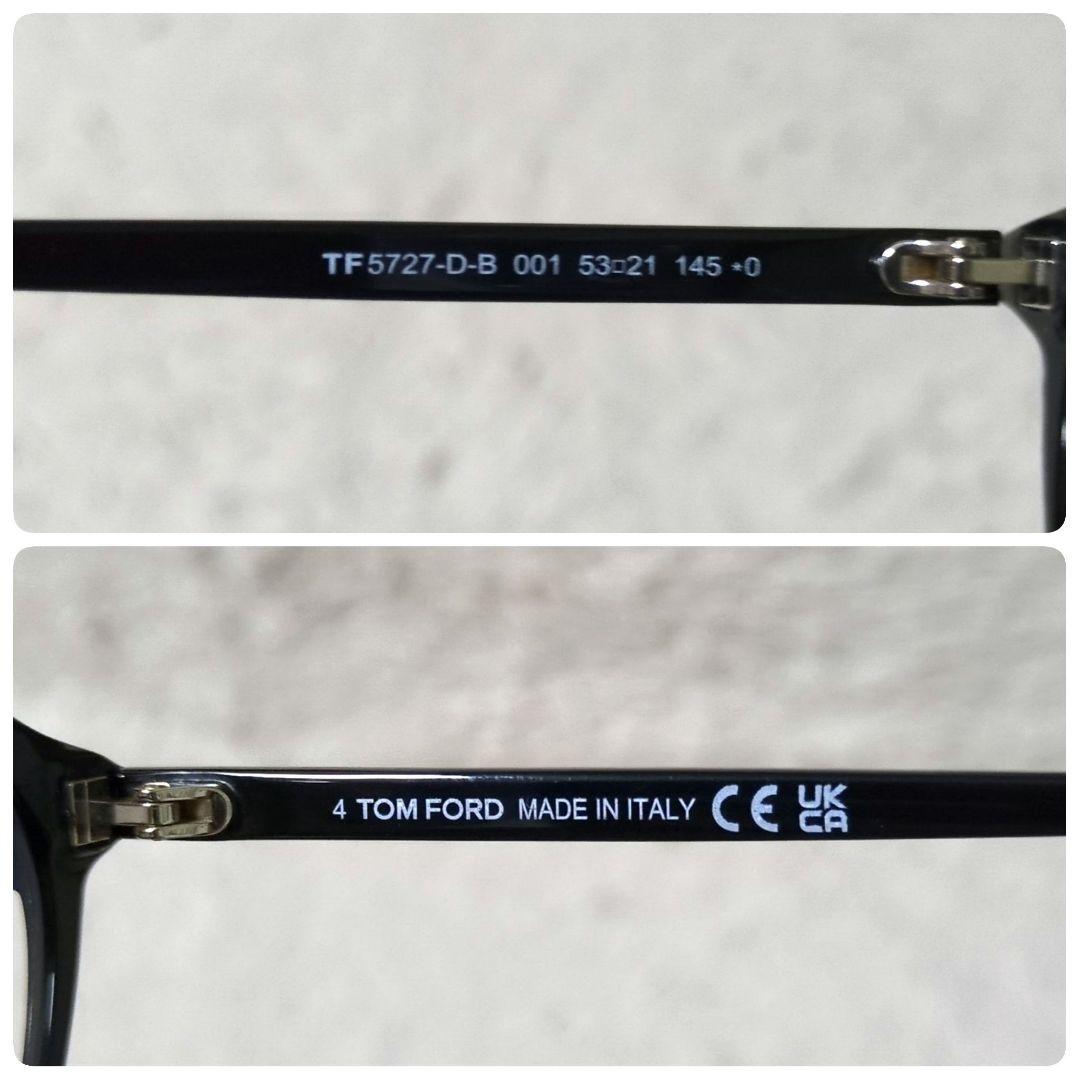 TF5727-D-B 001 53□21 145 *0
4 TOM FORD MADE IN ITALY CE UK
CA